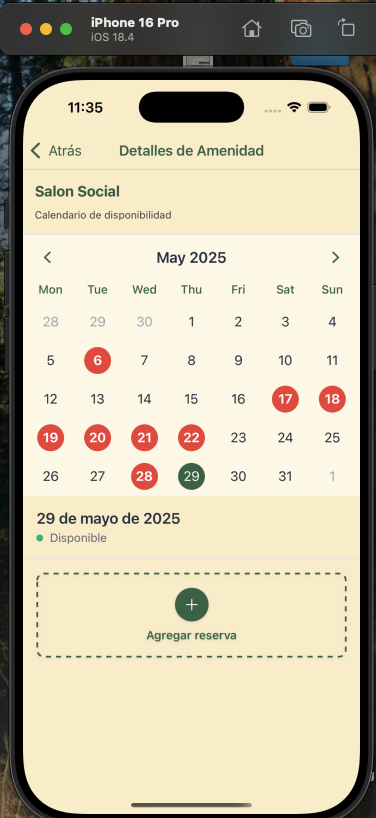 iPhone 16 Pro
iOS 18.4
11:35
Atrás Detalles de Amenidad
Salon Social
Calendario de disponibilidad
May 2025
Mon Tue Wed Thu Fri Sat Sun
28 29 30 1 2 3 4
5 6 7 8 9 10 11
12 13 14 15 16 17 18
19 20 21 22 23 24 25
26 27 28 29 30 31 1
29 de mayo de 2025
Disponible
Agregar reserva